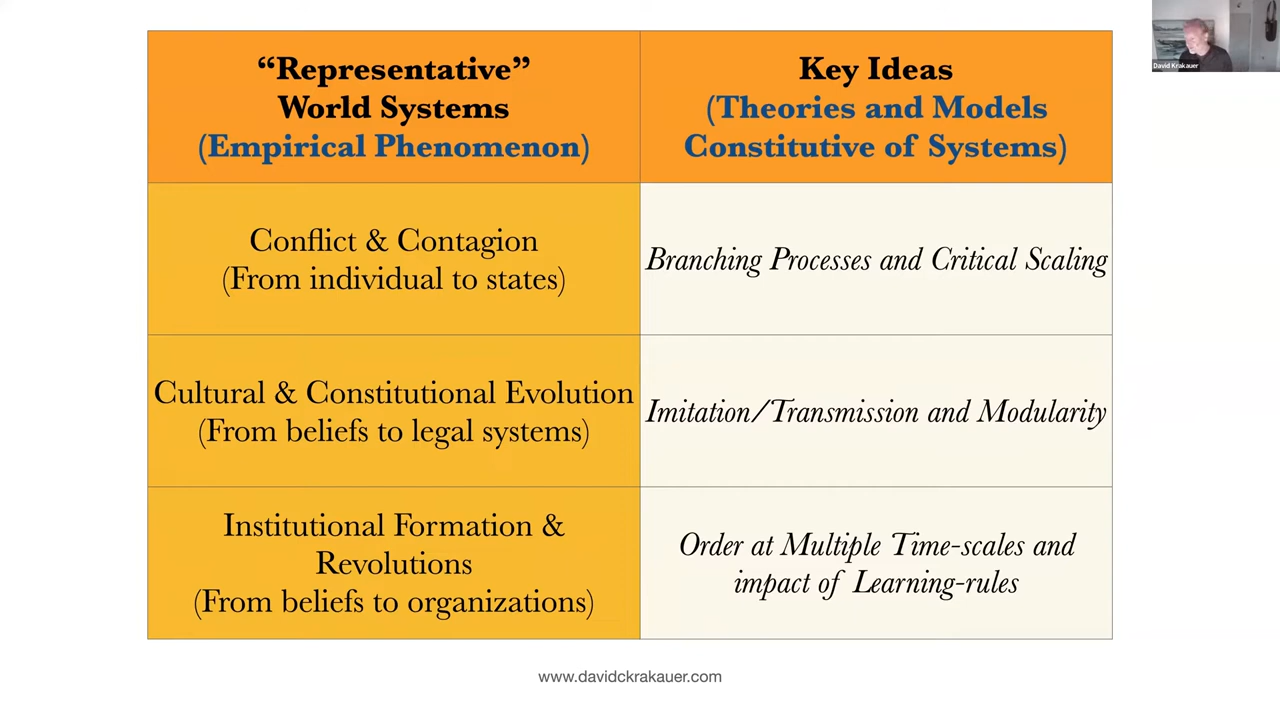 “Representative”
World Systems
(Empirical Phenomenon)
Key Ideas
(Theories and Models
Constitutive of Systems)
Conflict & Contagion
(From individual to states)
Branching Processes and Critical Scaling
Cultural & Constitutional Evolution
(From beliefs to legal systems)
Imitation/Transmission and Modularity
Institutional Formation &
Revolutions
(From beliefs to organizations)
Order at Multiple Time-scales and
impact of Learning-rules
www.davidckrakauer.com
David Krakauer